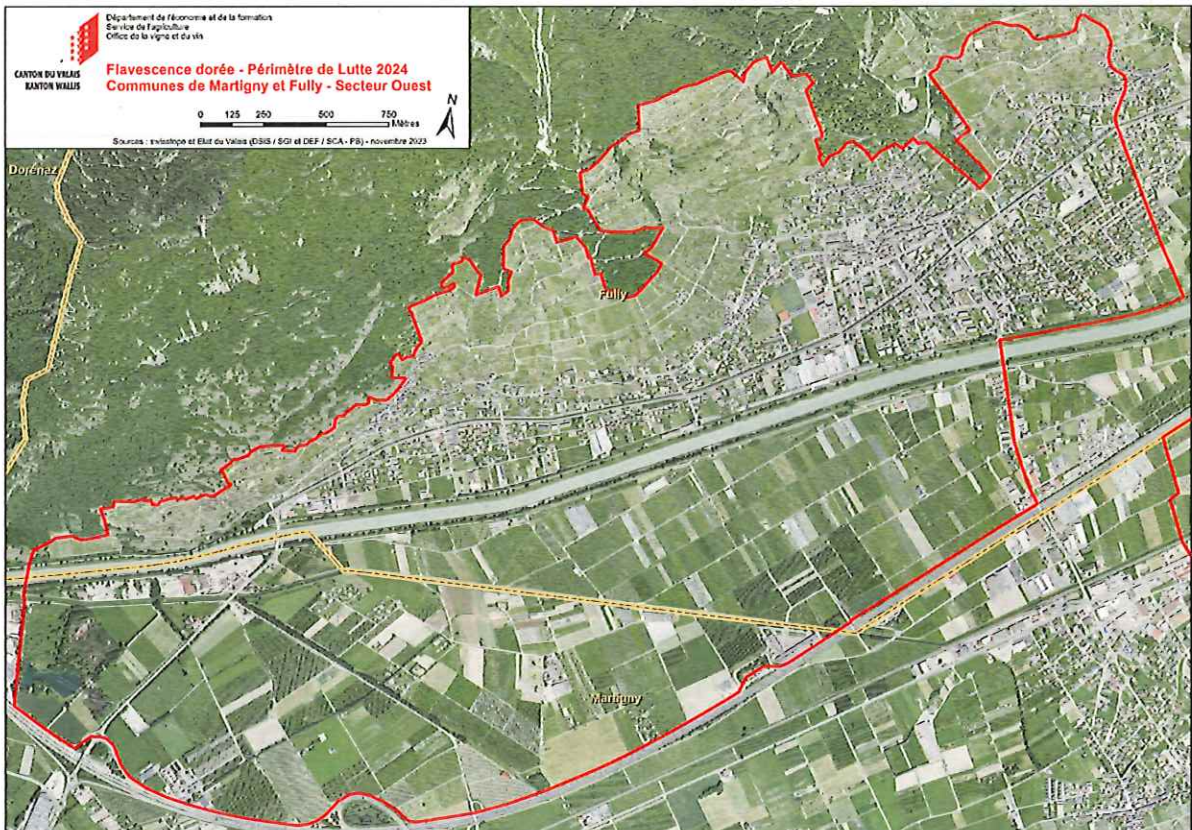 Département de l'économie et de la formation
Service de l'agriculture
Office de la vigne et du vin
CANTON DU VALAIS
KANTON WALLIS
Flavescence dorée - Périmètre de Lutte 2024
Communes de Martigny et Fully - Secteur Ouest
N
0 125 250 500 750
Mètres
Sources : swisstopo et Etat du Valais (DSIS / SGI et DEF / SCA - PB) - novembre 2023
Dorénaz
Fully
Martigny